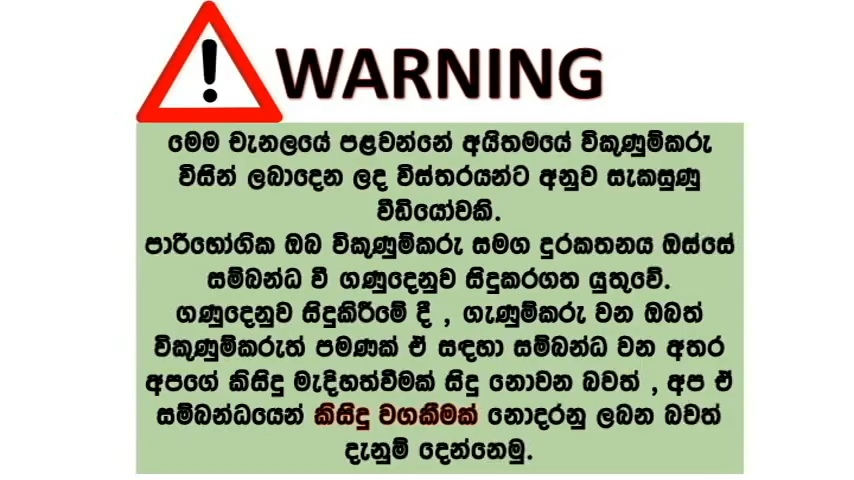 WARNING
මෙම චැනලයේ පළවන්නේ අයිතමයේ විකුණුම්කරු
විසින් ලබාදෙන ලද විස්තරයන්ට අනුව සැකසුණු
වීඩියෝවකි.
පාරිභෝගික ඔබ විකුණුම්කරු සමග දුරකතනය ඔස්සේ
සම්බන්ධ වී ගණුදෙනුව සිදුකරගත යුතුවේ.
ගණුදෙනුව සිදුකිරීමේ දී , ගැණුම්කරු වන ඔබත්
විකුණුම්කරුත් පමණක් ඒ සඳහා සම්බන්ධ වන අතර
අපගේ කිසිදු මැදිහත්වීමක් සිදු නොවන බවත් , අප ඒ
සම්බන්ධයෙන් කිසිදු වගකීමක් නොදරනු ලබන බවත්
දැනුම් දෙන්නෙමු.